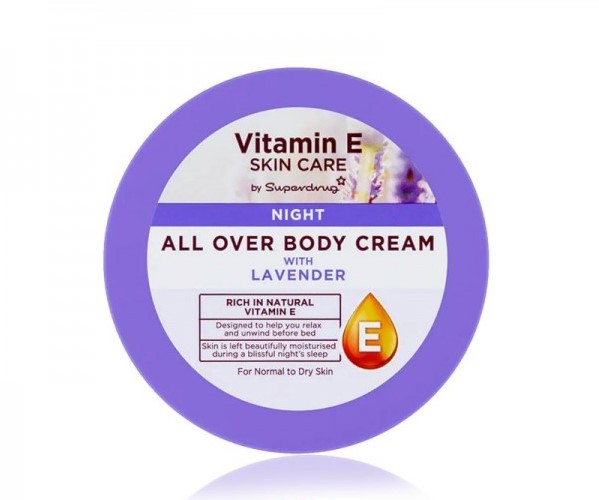 Vitamin E
SKIN CARE
by Superdrug
NIGHT
ALL OVER BODY CREAM
WITH
LAVENDER
RICH IN NATURAL
VITAMIN E
Designed to help you relax
and unwind before bed
Skin is left beautifully moisturised
during a blissful night's sleep
E
For Normal to Dry Skin